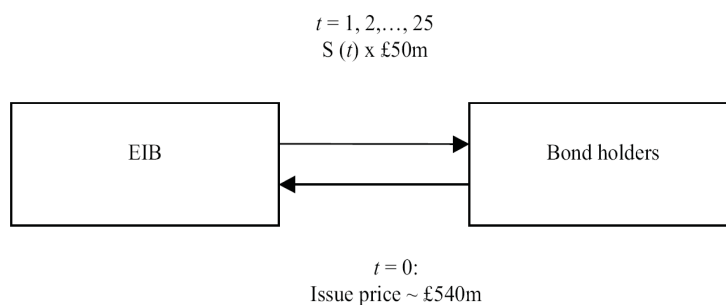 t = 1, 2,…, 25
S (t) x £50m
EIB
Bond holders
t = 0:
Issue price ~ £540m